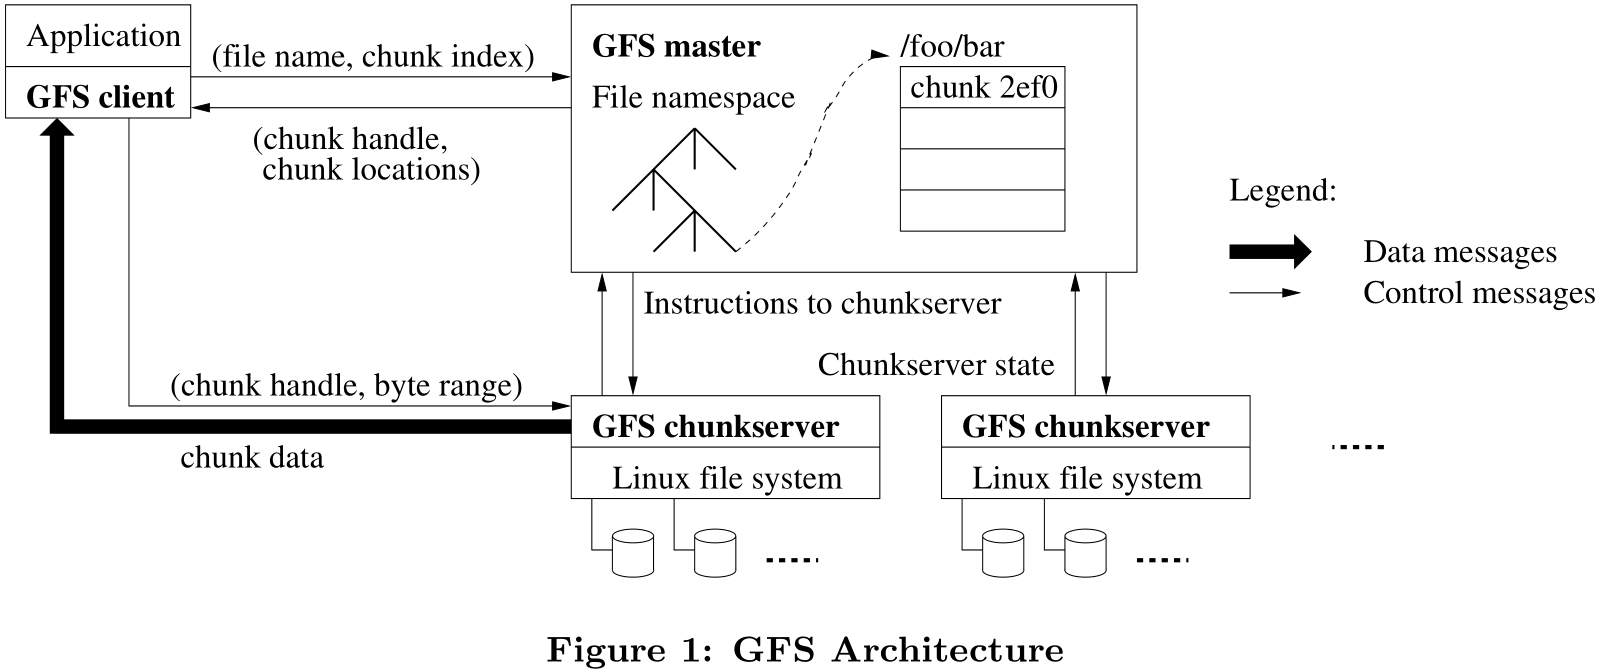 Application
GFS client
(file name, chunk index)
(chunk handle,
chunk locations)
GFS master
File namespace
/foo/bar
chunk 2ef0
Legend:
Data messages
Control messages
Instructions to chunkserver
Chunkserver state
(chunk handle, byte range)
chunk data
GFS chunkserver
Linux file system
GFS chunkserver
Linux file system
Figure 1: GFS Architecture